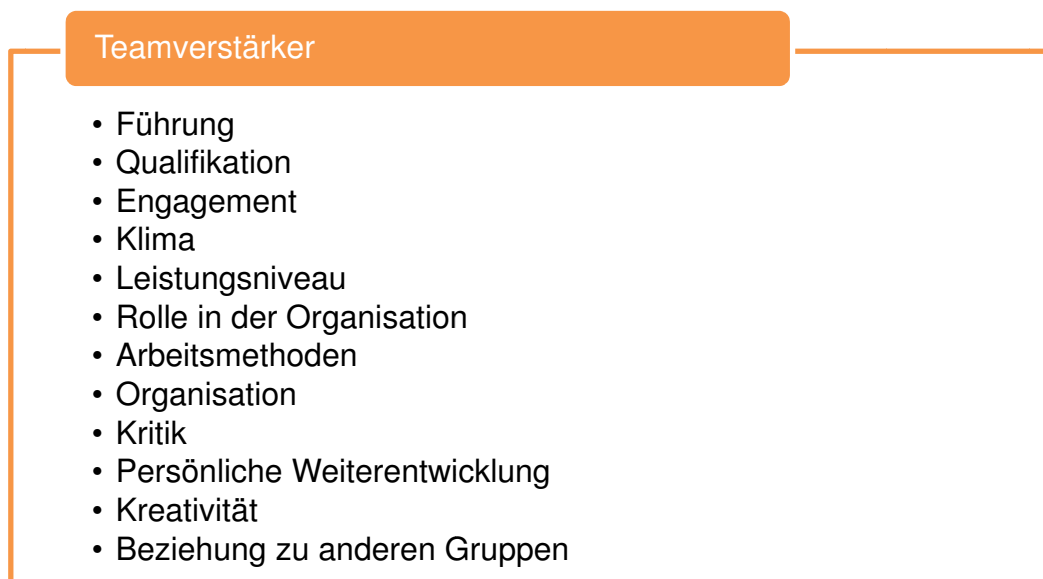 Teamverstärker
• Führung
• Qualifikation
• Engagement
• Klima
• Leistungsniveau
• Rolle in der Organisation
• Arbeitsmethoden
• Organisation
• Kritik
• Persönliche Weiterentwicklung
• Kreativität
• Beziehung zu anderen Gruppen